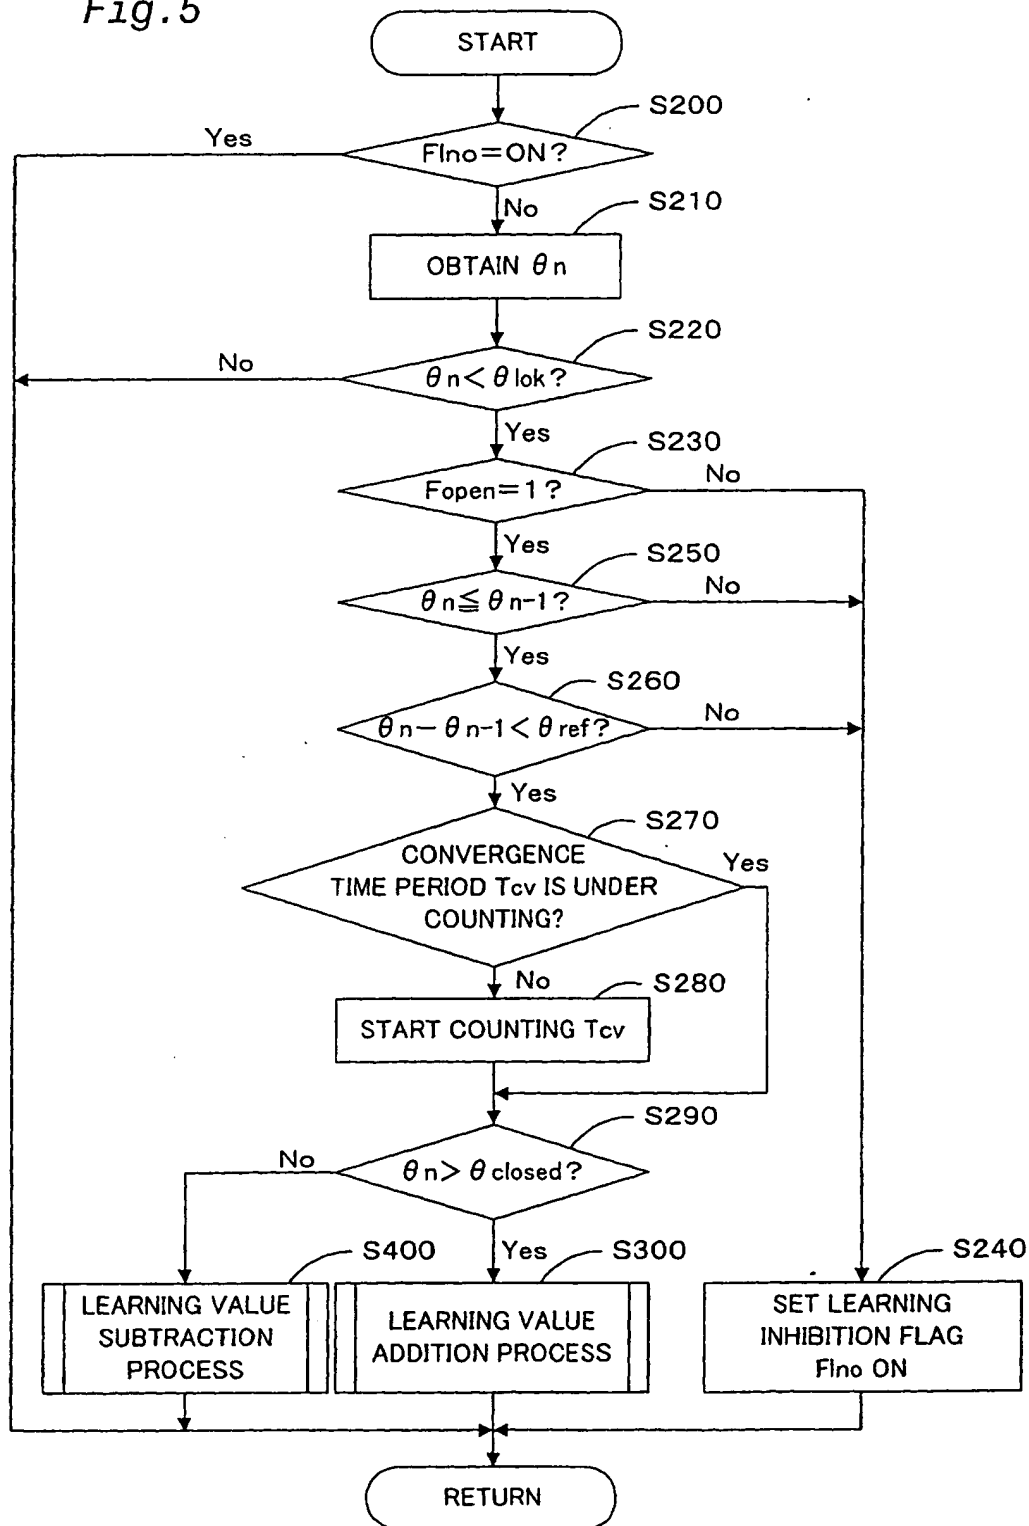 Fig.5
START
S200
Yes
Flno=ON?
No
S210
OBTAIN θn
S220
No
θn<θlok?
Yes
S230
No
Fopen=1?
Yes
S250
No
θn≦θn-1?
Yes
S260
No
θn-θn-1<θref?
Yes
S270
Yes
CONVERGENCE
TIME PERIOD Tcv IS UNDER
COUNTING?
No
S280
START COUNTING Tcv
S290
No
θn>θclosed?
Yes
S400
S300
S240
LEARNING VALUE
SUBTRACTION
PROCESS
LEARNING VALUE
ADDITION PROCESS
SET LEARNING
INHIBITION FLAG
Flno ON
RETURN